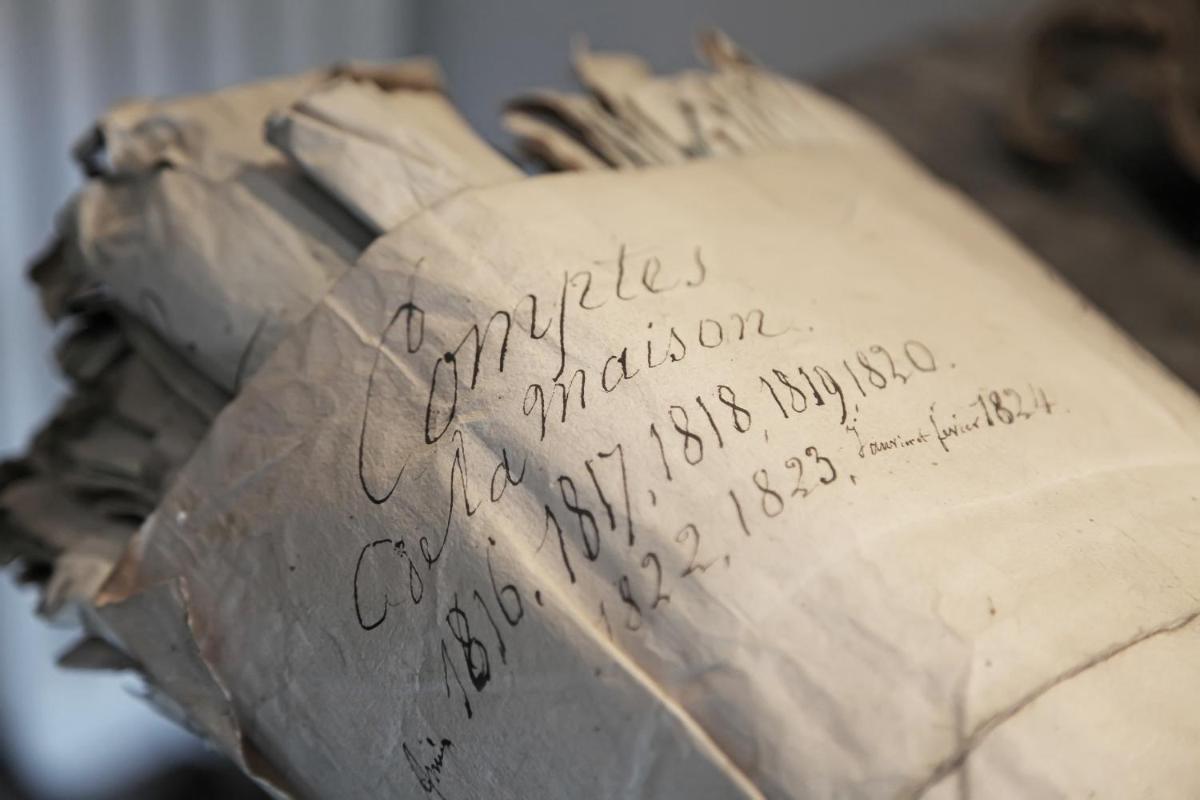 Comptes
de la maison.
1816. 1817. 1818, 1819, 1820.
1822, 1823, Janvier et fevrier 1824.